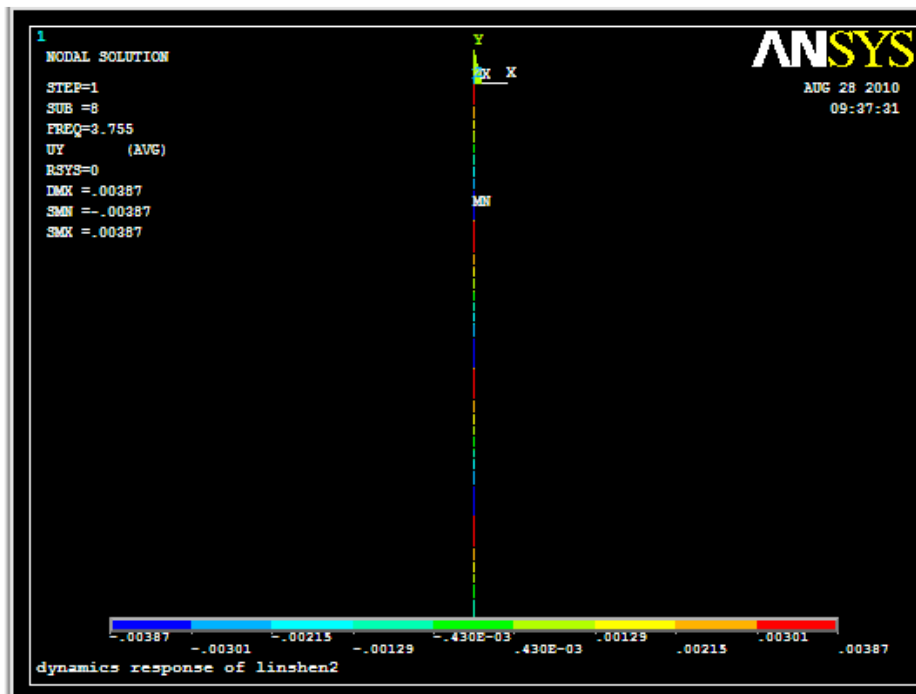 1
NODAL SOLUTION
STEP=1
SUB =8
FREQ=3.755
UY (AVG)
RSYS=0
DMX =.00387
SMN =-.00387
SMX =.00387
Y
X
ANSYS
AUG 28 2010
09:37:31
MN
-.00387 -.00215 -.430E-03 .00129 .00301
-.00301 -.00129 .430E-03 .00215 .00387
dynamics response of linshen2